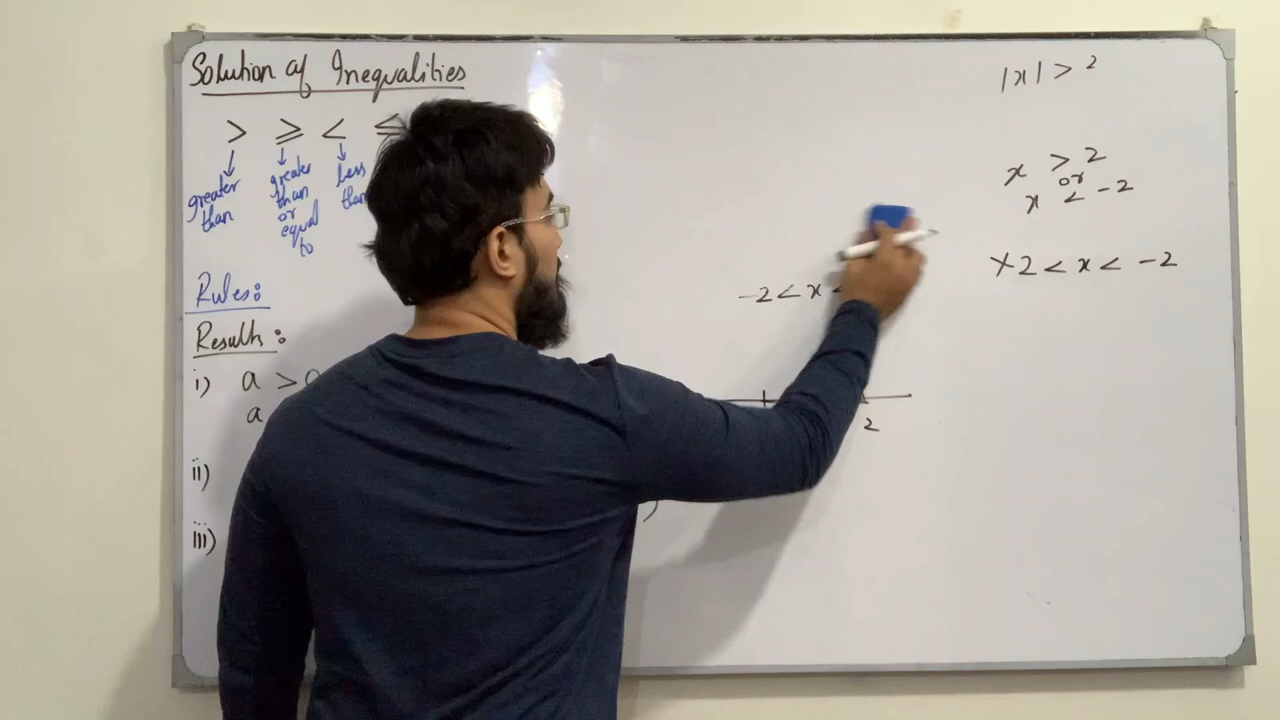 Solution of Inequalities
> ≥ < ≤
greater than
greater than or equal to
less than
Rules:
Results:
i) a >
a
ii)
iii)
-2 < x <
2
|x| > 2
x > 2
or
x < -2
+2 < x < -2